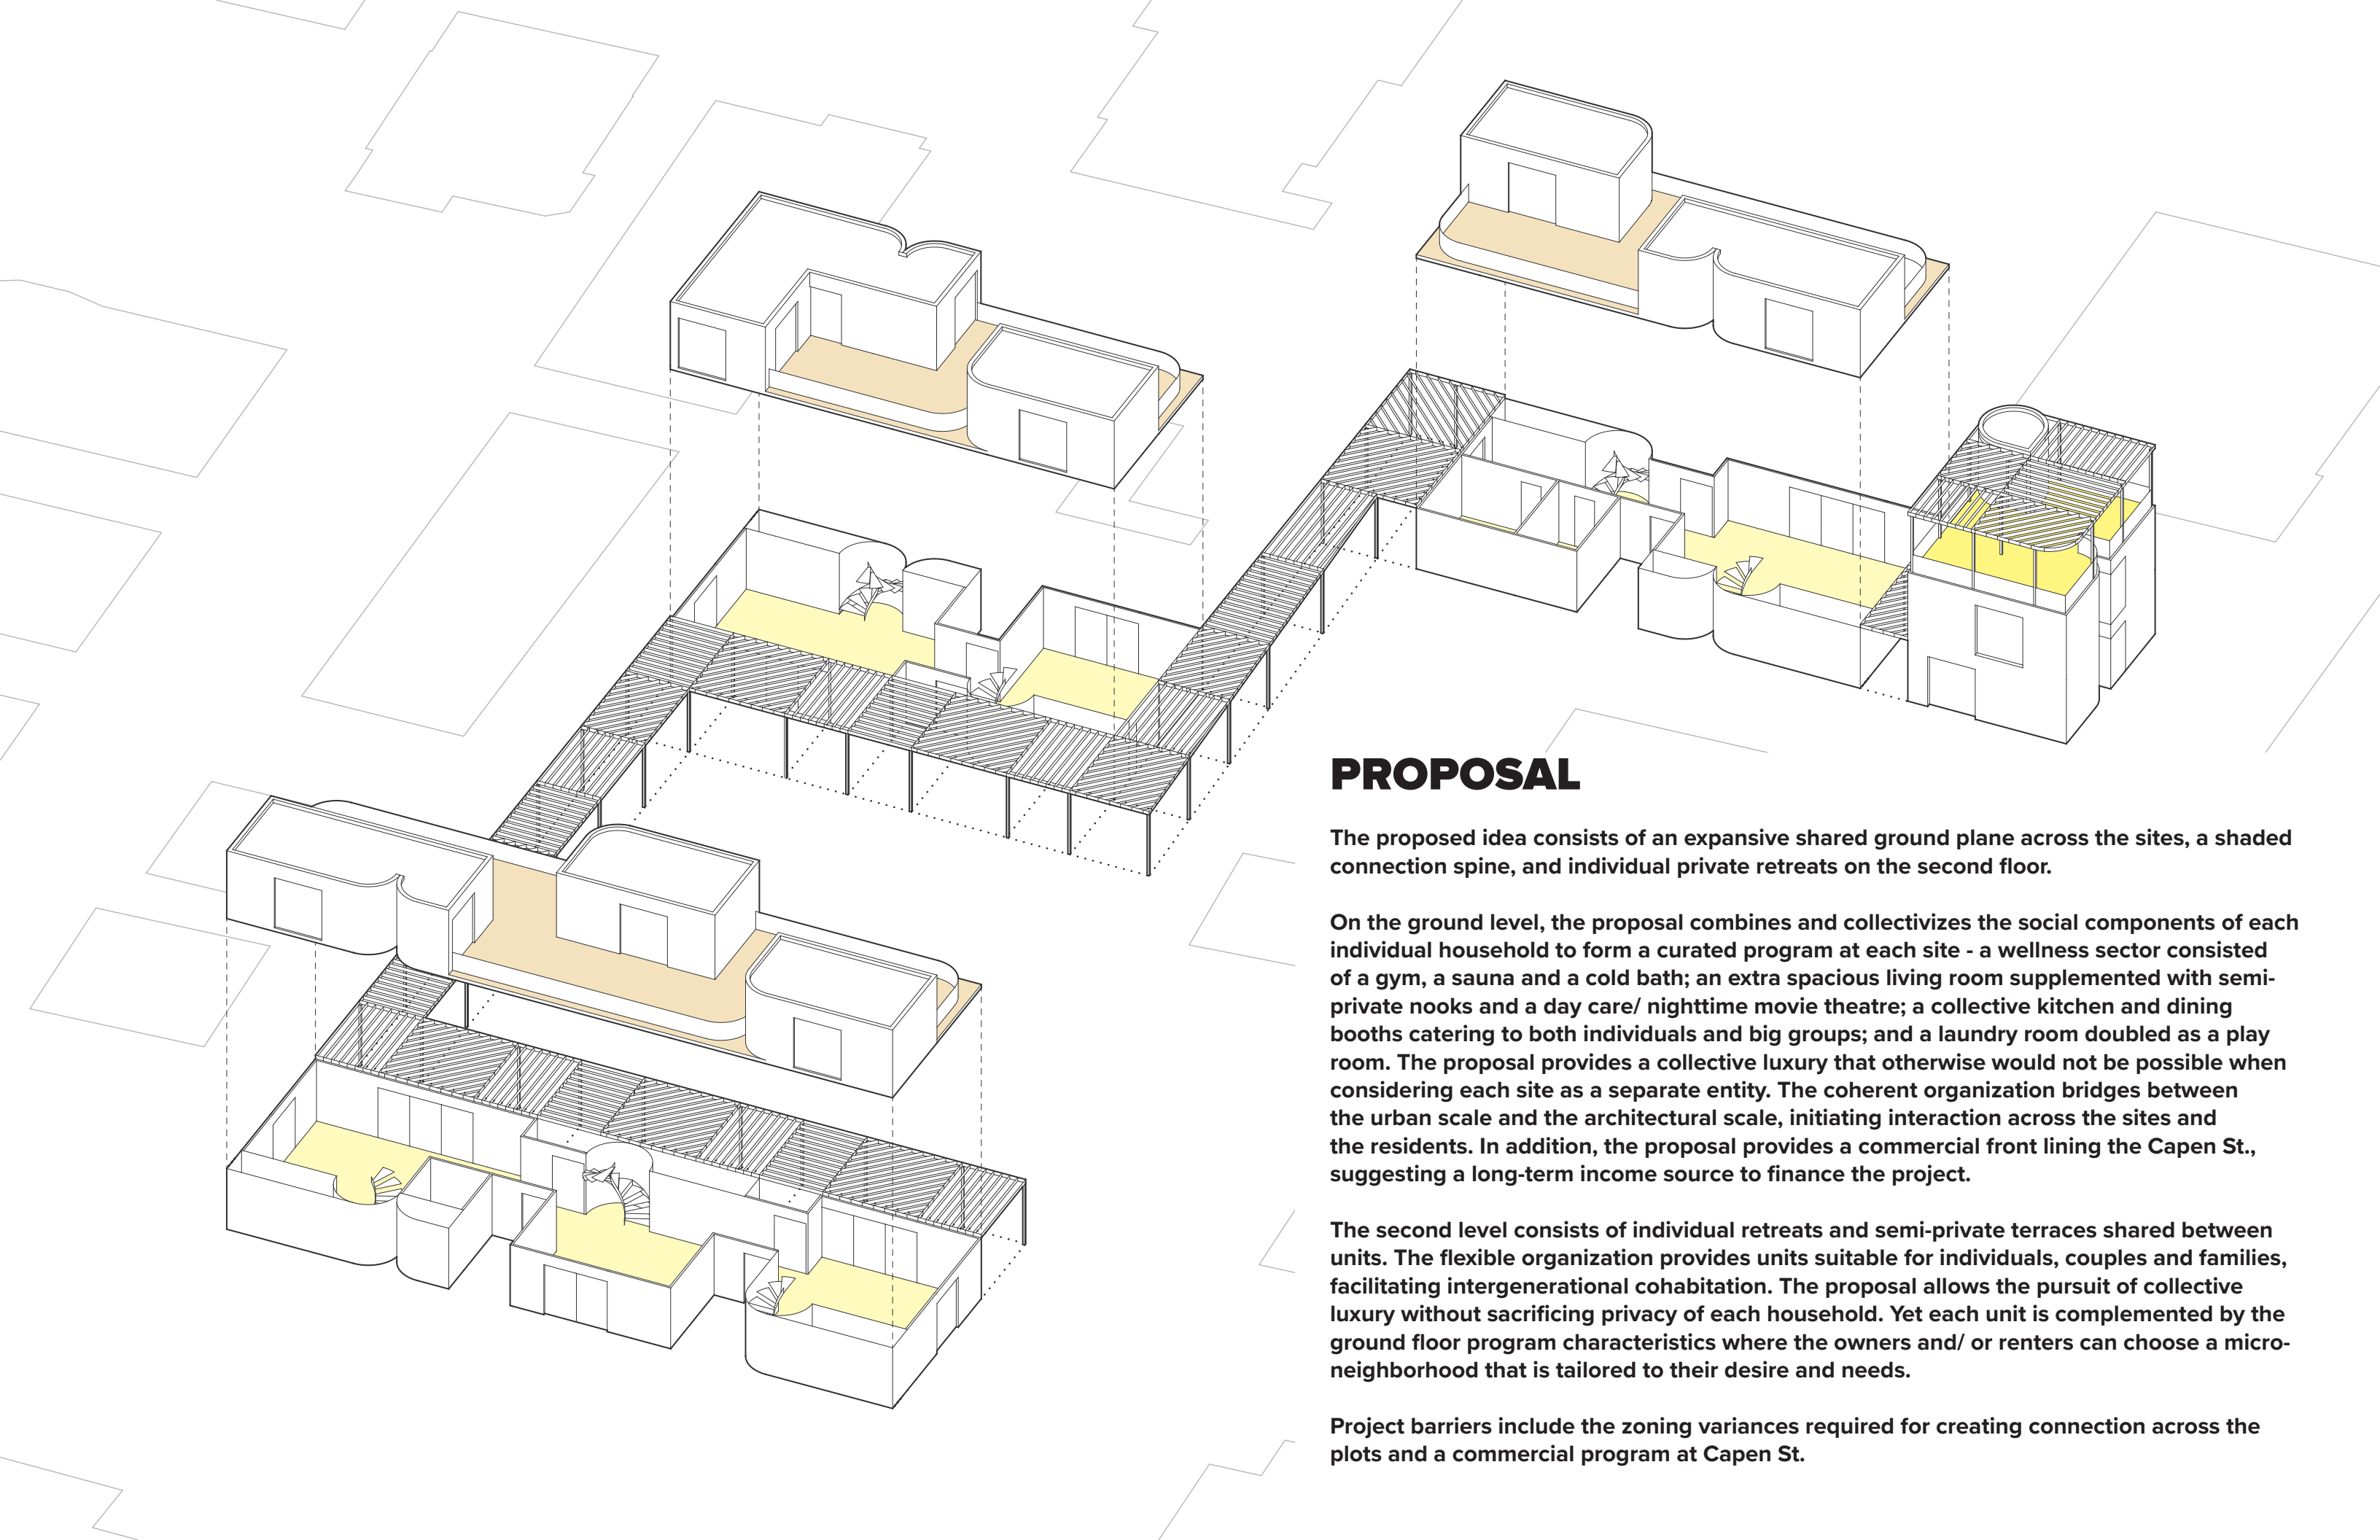 PROPOSAL
The proposed idea consists of an expansive shared ground plane across the sites, a shaded
connection spine, and individual private retreats on the second floor.
On the ground level, the proposal combines and collectivizes the social components of each
individual household to form a curated program at each site - a wellness sector consisted
of a gym, a sauna and a cold bath; an extra spacious living room supplemented with semi-
private nooks and a day care/ nighttime movie theatre; a collective kitchen and dining
booths catering to both individuals and big groups; and a laundry room doubled as a play
room. The proposal provides a collective luxury that otherwise would not be possible when
considering each site as a separate entity. The coherent organization bridges between
the urban scale and the architectural scale, initiating interaction across the sites and
the residents. In addition, the proposal provides a commercial front lining the Capen St.,
suggesting a long-term income source to finance the project.
The second level consists of individual retreats and semi-private terraces shared between
units. The flexible organization provides units suitable for individuals, couples and families,
facilitating intergenerational cohabitation. The proposal allows the pursuit of collective
luxury without sacrificing privacy of each household. Yet each unit is complemented by the
ground floor program characteristics where the owners and/ or renters can choose a micro-
neighborhood that is tailored to their desire and needs.
Project barriers include the zoning variances required for creating connection across the
plots and a commercial program at Capen St.